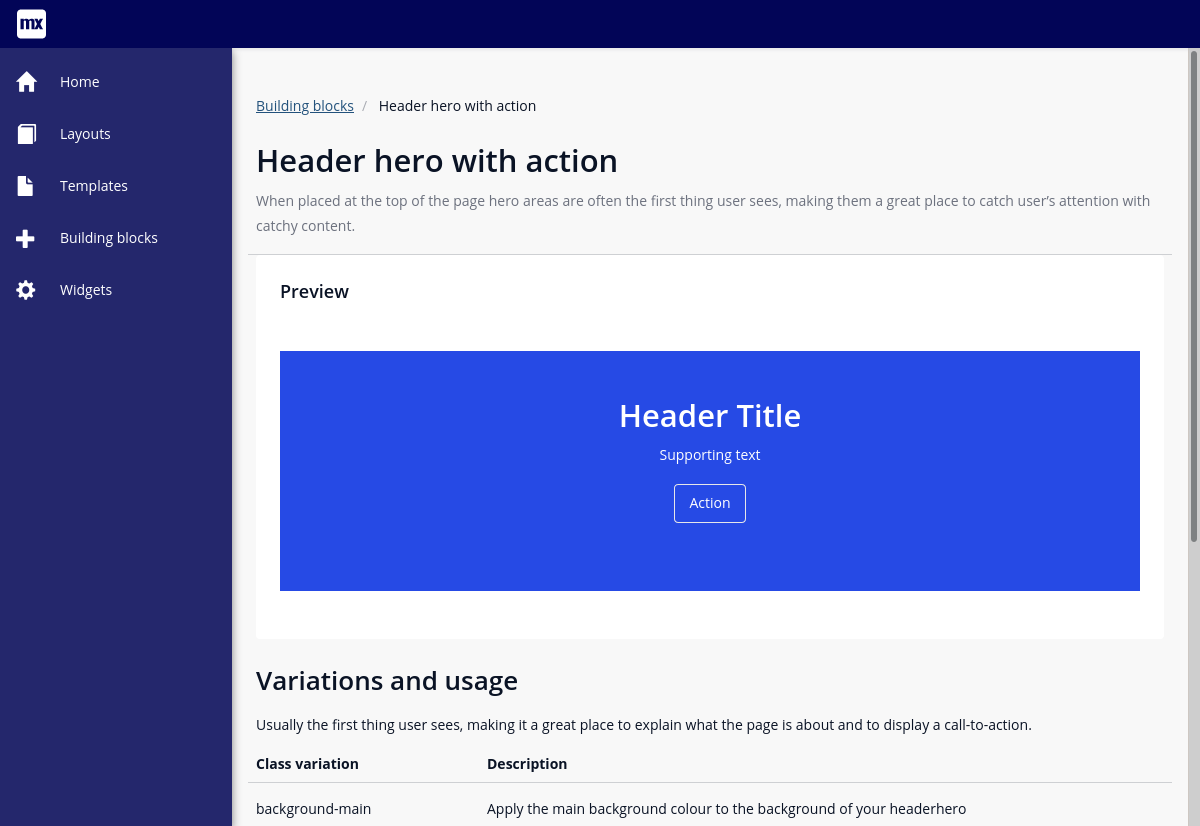 mx
Home
Layouts
Templates
Building blocks
Widgets
Building blocks / Header hero with action
Header hero with action
When placed at the top of the page hero areas are often the first thing user sees, making them a great place to catch user’s attention with
catchy content.
Preview
Header Title
Supporting text
Action
Variations and usage
Usually the first thing user sees, making it a great place to explain what the page is about and to display a call-to-action.
Class variation Description
background-main Apply the main background colour to the background of your headerhero